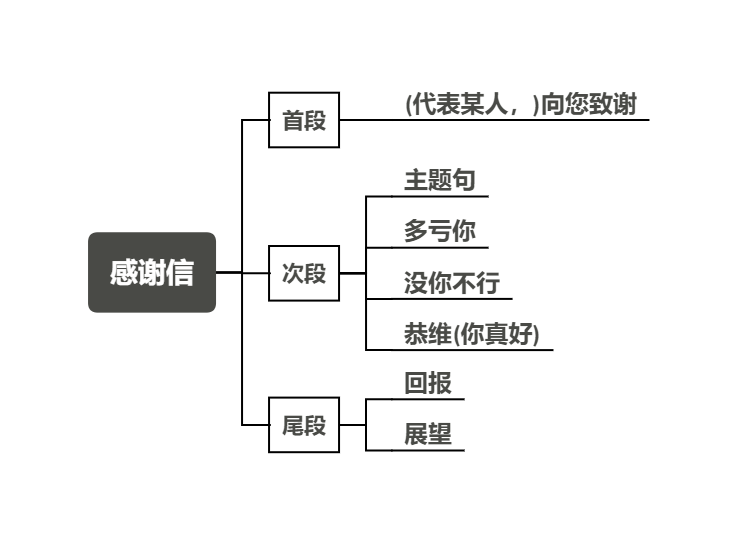 感谢信
首段
(代表某人，)向您致谢
次段
主题句
多亏你
没你不行
恭维(你真好)
尾段
回报
展望